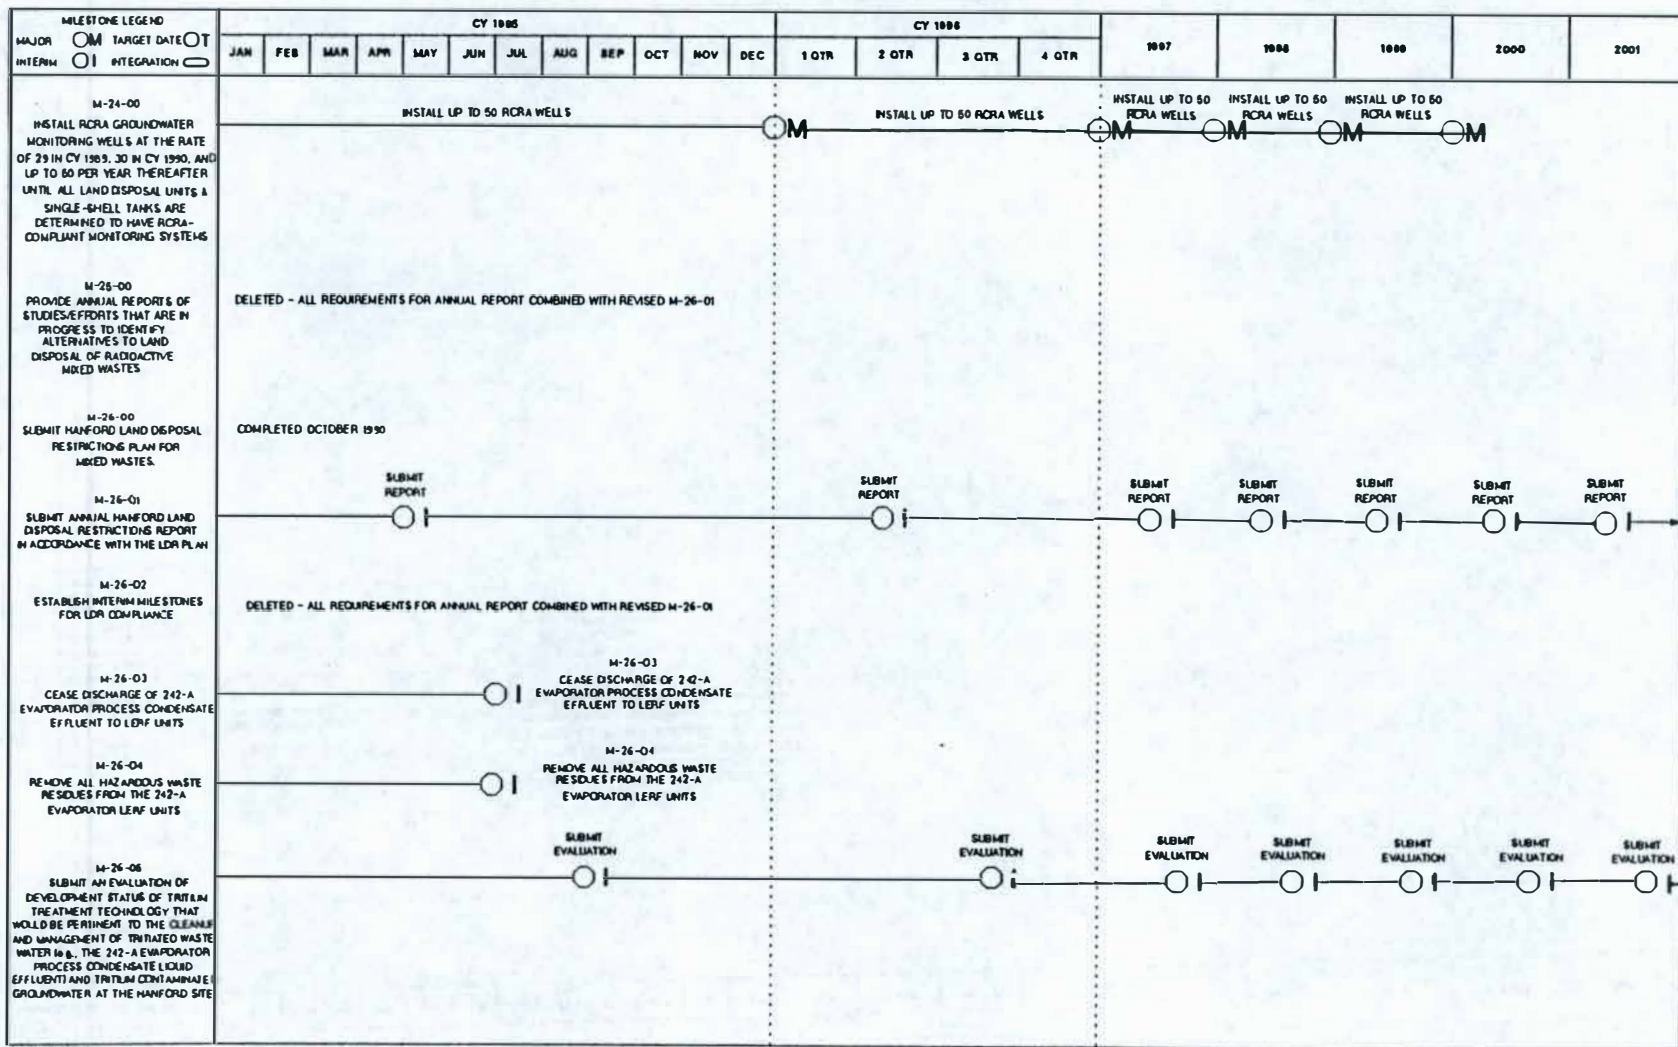 MILESTONE LEGEND
MAJOR M TARGET DATE T
INTERIM I INTEGRATION
CY 1995
CY 1996
JAN FEB MAR APR MAY JUN JUL AUG SEP OCT NOV DEC 1 QTR 2 QTR 3 QTR 4 QTR 1997 1998 1999 2000 2001
M-24-00
INSTALL RCRA GROUNDWATER
MONITORING WELLS AT THE RATE
OF 29 IN CY 1989, 30 IN CY 1990, AND
UP TO 50 PER YEAR THEREAFTER
UNTIL ALL LAND DISPOSAL UNITS &
SINGLE-SHELL TANKS ARE
DETERMINED TO HAVE RCRA-
COMPLIANT MONITORING SYSTEMS
INSTALL UP TO 50 RCRA WELLS
M
INSTALL UP TO 50 RCRA WELLS
M
INSTALL UP TO 50
RCRA WELLS
M
INSTALL UP TO 50
RCRA WELLS
M
INSTALL UP TO 50
RCRA WELLS
M
M-25-00
PROVIDE ANNUAL REPORTS OF
STUDIES/EFFORTS THAT ARE IN
PROGRESS TO IDENTIFY
ALTERNATIVES TO LAND
DISPOSAL OF RADIOACTIVE
MIXED WASTES
DELETED - ALL REQUIREMENTS FOR ANNUAL REPORT COMBINED WITH REVISED M-26-01
M-26-00
SUBMIT HANFORD LAND DISPOSAL
RESTRICTIONS PLAN FOR
MIXED WASTES.
COMPLETED OCTOBER 1990
M-26-01
SUBMIT ANNUAL HANFORD LAND
DISPOSAL RESTRICTIONS REPORT
IN ACCORDANCE WITH THE LDR PLAN
SUBMIT
REPORT
I
SUBMIT
REPORT
I
SUBMIT
REPORT
I
SUBMIT
REPORT
I
SUBMIT
REPORT
I
SUBMIT
REPORT
I
SUBMIT
REPORT
I
M-26-02
ESTABLISH INTERIM MILESTONES
FOR LDR COMPLIANCE
DELETED - ALL REQUIREMENTS FOR ANNUAL REPORT COMBINED WITH REVISED M-26-01
M-26-03
CEASE DISCHARGE OF 242-A
EVAPORATOR PROCESS CONDENSATE
EFFLUENT TO LERF UNITS
I
M-26-03
CEASE DISCHARGE OF 242-A
EVAPORATOR PROCESS CONDENSATE
EFFLUENT TO LERF UNITS
M-26-04
REMOVE ALL HAZARDOUS WASTE
RESIDUES FROM THE 242-A
EVAPORATOR LERF UNITS
I
M-26-04
REMOVE ALL HAZARDOUS WASTE
RESIDUES FROM THE 242-A
EVAPORATOR LERF UNITS
M-26-05
SUBMIT AN EVALUATION OF
DEVELOPMENT STATUS OF TRITIUM
TREATMENT TECHNOLOGY THAT
WOULD BE PERTINENT TO THE CLEANUP
AND MANAGEMENT OF TRITIATED WASTE
WATER (e.g., THE 242-A EVAPORATOR
PROCESS CONDENSATE LIQUID
EFFLUENT) AND TRITIUM CONTAMINATE
GROUNDWATER AT THE HANFORD SITE
SUBMIT
EVALUATION
I
SUBMIT
EVALUATION
I
SUBMIT
EVALUATION
I
SUBMIT
EVALUATION
I
SUBMIT
EVALUATION
I
SUBMIT
EVALUATION
I
SUBMIT
EVALUATION
I